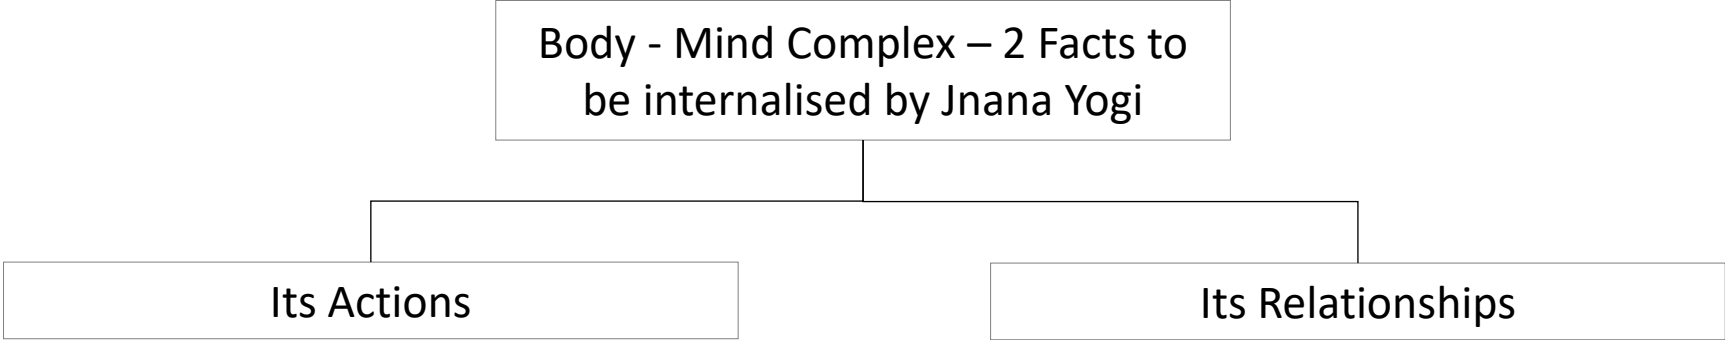 Body - Mind Complex – 2 Facts to
be internalised by Jnana Yogi
Its Actions
Its Relationships